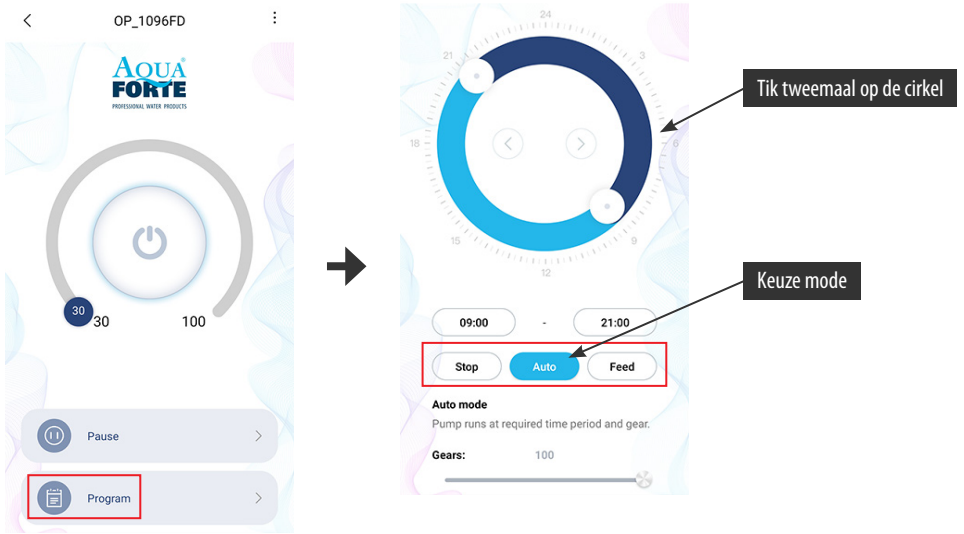 OP_1096FD
AQUA
FORTE
PROFESSIONAL WATER PRODUCTS
30
30
100
Pause
Program
24
21
3
18
6
15
9
12
09:00 - 21:00
Stop Auto Feed
Auto mode
Pump runs at required time period and gear.
Gears: 100
Tik tweemaal op de cirkel
Keuze mode